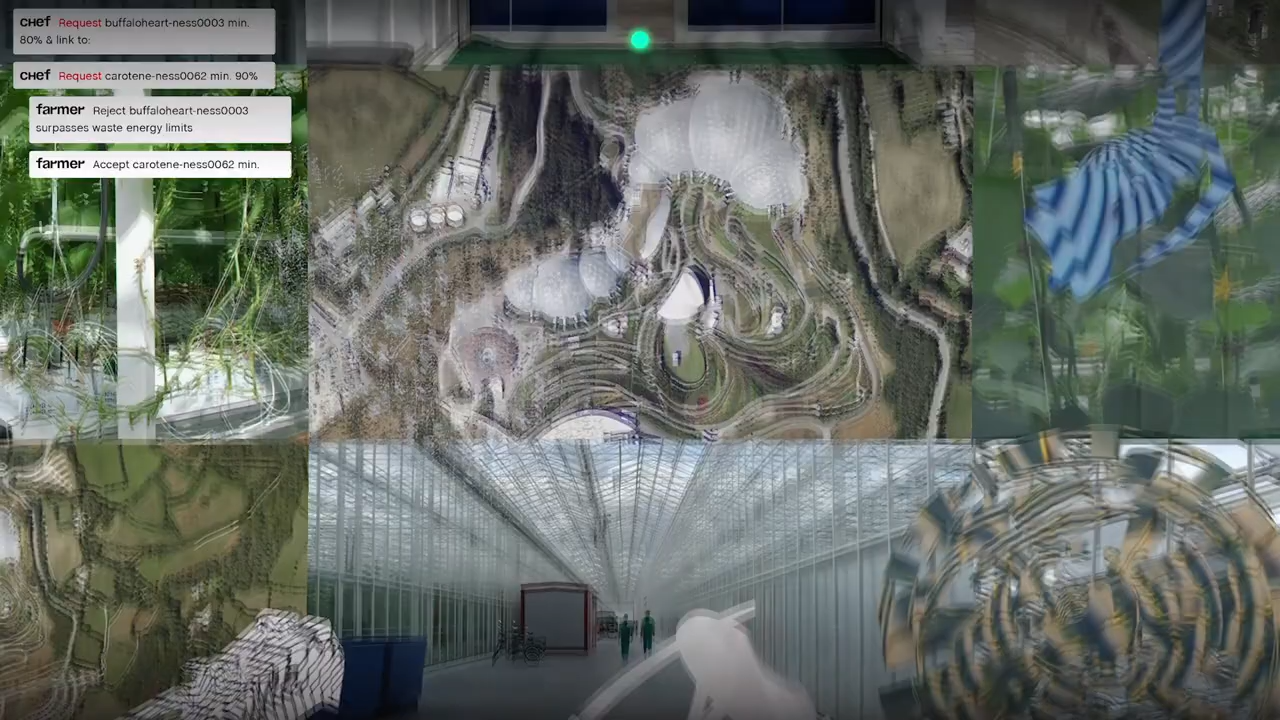 CHEF Request buffaloheart-ness0003 min.
80% & link to:
CHEF Request carotene-ness0062 min. 90%
farmer Reject buffaloheart-ness0003
surpasses waste energy limits
farmer Accept carotene-ness0062 min.